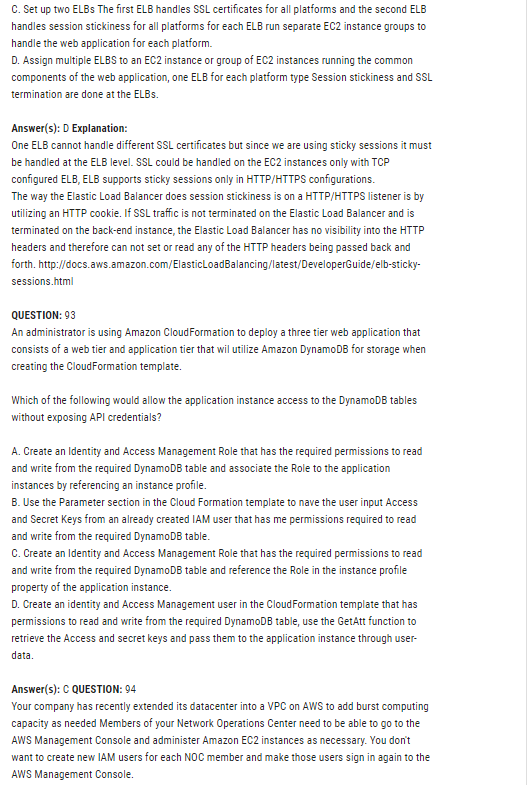 C. Set up two ELBs The first ELB handles SSL certificates for all platforms and the second ELB
handles session stickiness for all platforms for each ELB run separate EC2 instance groups to
handle the web application for each platform.
D. Assign multiple ELBS to an EC2 instance or group of EC2 instances running the common
components of the web application, one ELB for each platform type Session stickiness and SSL
termination are done at the ELBs.
Answer(s): D Explanation:
One ELB cannot handle different SSL certificates but since we are using sticky sessions it must
be handled at the ELB level. SSL could be handled on the EC2 instances only with TCP
configured ELB, ELB supports sticky sessions only in HTTP/HTTPS configurations.
The way the Elastic Load Balancer does session stickiness is on a HTTP/HTTPS listener is by
utilizing an HTTP cookie. If SSL traffic is not terminated on the Elastic Load Balancer and is
terminated on the back-end instance, the Elastic Load Balancer has no visibility into the HTTP
headers and therefore can not set or read any of the HTTP headers being passed back and
forth. http://docs.aws.amazon.com/ElasticLoadBalancing/latest/DeveloperGuide/elb-sticky-
sessions.html
QUESTION: 93
An administrator is using Amazon CloudFormation to deploy a three tier web application that
consists of a web tier and application tier that wil utilize Amazon DynamoDB for storage when
creating the CloudFormation template.
Which of the following would allow the application instance access to the DynamoDB tables
without exposing API credentials?
A. Create an Identity and Access Management Role that has the required permissions to read
and write from the required DynamoDB table and associate the Role to the application
instances by referencing an instance profile.
B. Use the Parameter section in the Cloud Formation template to nave the user input Access
and Secret Keys from an already created IAM user that has me permissions required to read
and write from the required DynamoDB table.
C. Create an Identity and Access Management Role that has the required permissions to read
and write from the required DynamoDB table and reference the Role in the instance profile
property of the application instance.
D. Create an identity and Access Management user in the CloudFormation template that has
permissions to read and write from the required DynamoDB table, use the GetAtt function to
retrieve the Access and secret keys and pass them to the application instance through user-
data.
Answer(s): C QUESTION: 94
Your company has recently extended its datacenter into a VPC on AWS to add burst computing
capacity as needed Members of your Network Operations Center need to be able to go to the
AWS Management Console and administer Amazon EC2 instances as necessary. You don't
want to create new IAM users for each NOC member and make those users sign in again to the
AWS Management Console.